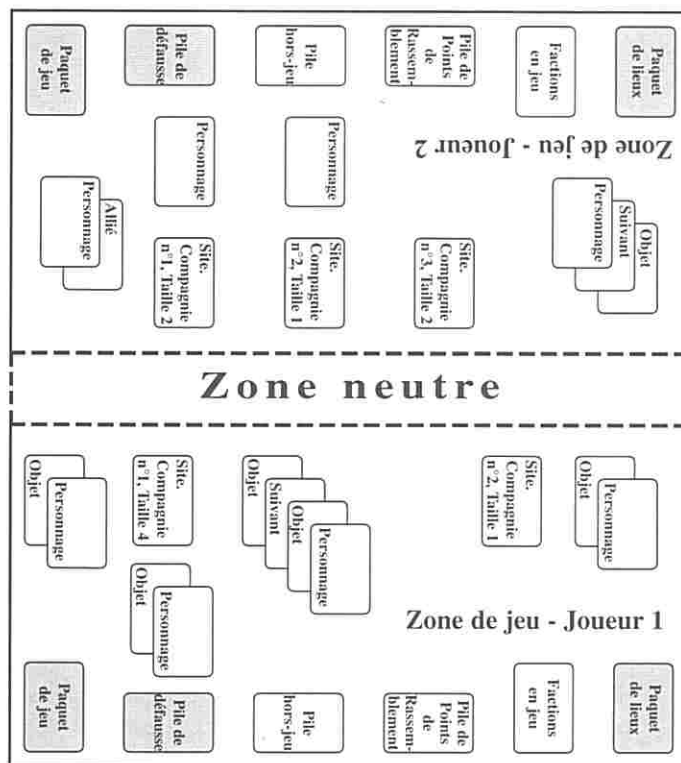 Paquet
de jeu
Pile de
défausse
Pile
hors-jeu
Pile de
Points
de
Rassem-
blement
Factions
en jeu
Paquet
de lieux
Zone de jeu - Joueur 2
Personnage
Personnage
Allié
Personnage
Objet
Suivant
Personnage
Site.
Compagnie
n°1, Taille 2
Site.
Compagnie
n°2, Taille 1
Site.
Compagnie
n°3, Taille 2
Zone neutre
Personnage
Objet
Site.
Compagnie
n°1, Taille 4
Personnage
Objet
Suivant
Objet
Site.
Compagnie
n°2, Taille 1
Personnage
Objet
Personnage
Objet
Zone de jeu - Joueur 1
Paquet
de jeu
Pile de
défausse
Pile
hors-jeu
Pile de
Points
de
Rassem-
blement
Factions
en jeu
Paquet
de lieux